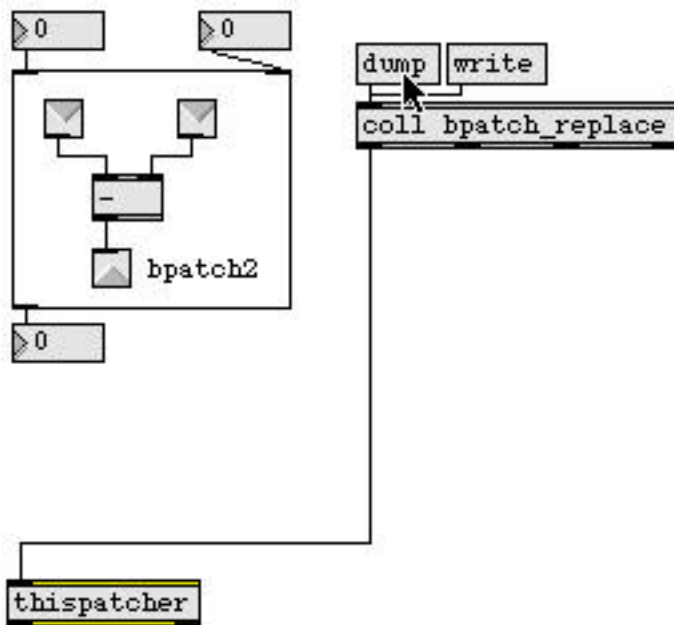 0
0
dump
write
coll bpatch_replace
-
bpatch2
0
thispatcher